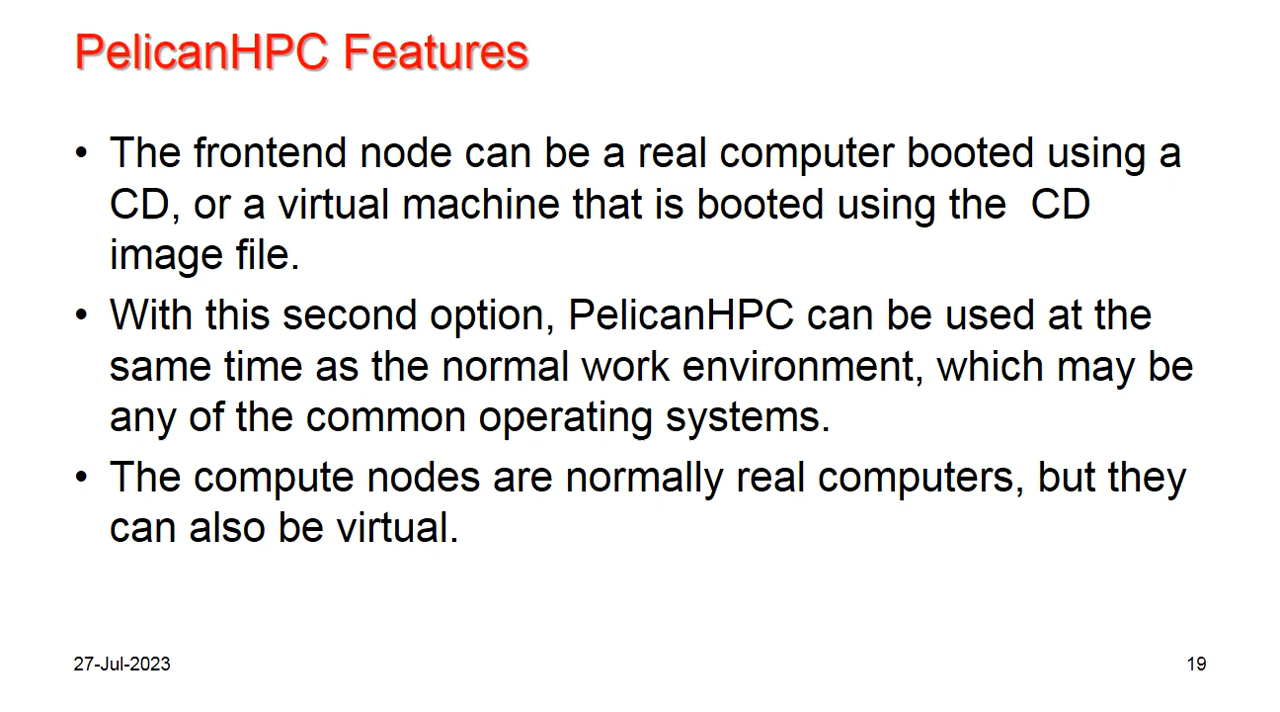 PelicanHPC Features
• The frontend node can be a real computer booted using a
CD, or a virtual machine that is booted using the  CD
image file.
• With this second option, PelicanHPC can be used at the
same time as the normal work environment, which may be
any of the common operating systems.
• The compute nodes are normally real computers, but they
can also be virtual.
27-Jul-2023
19